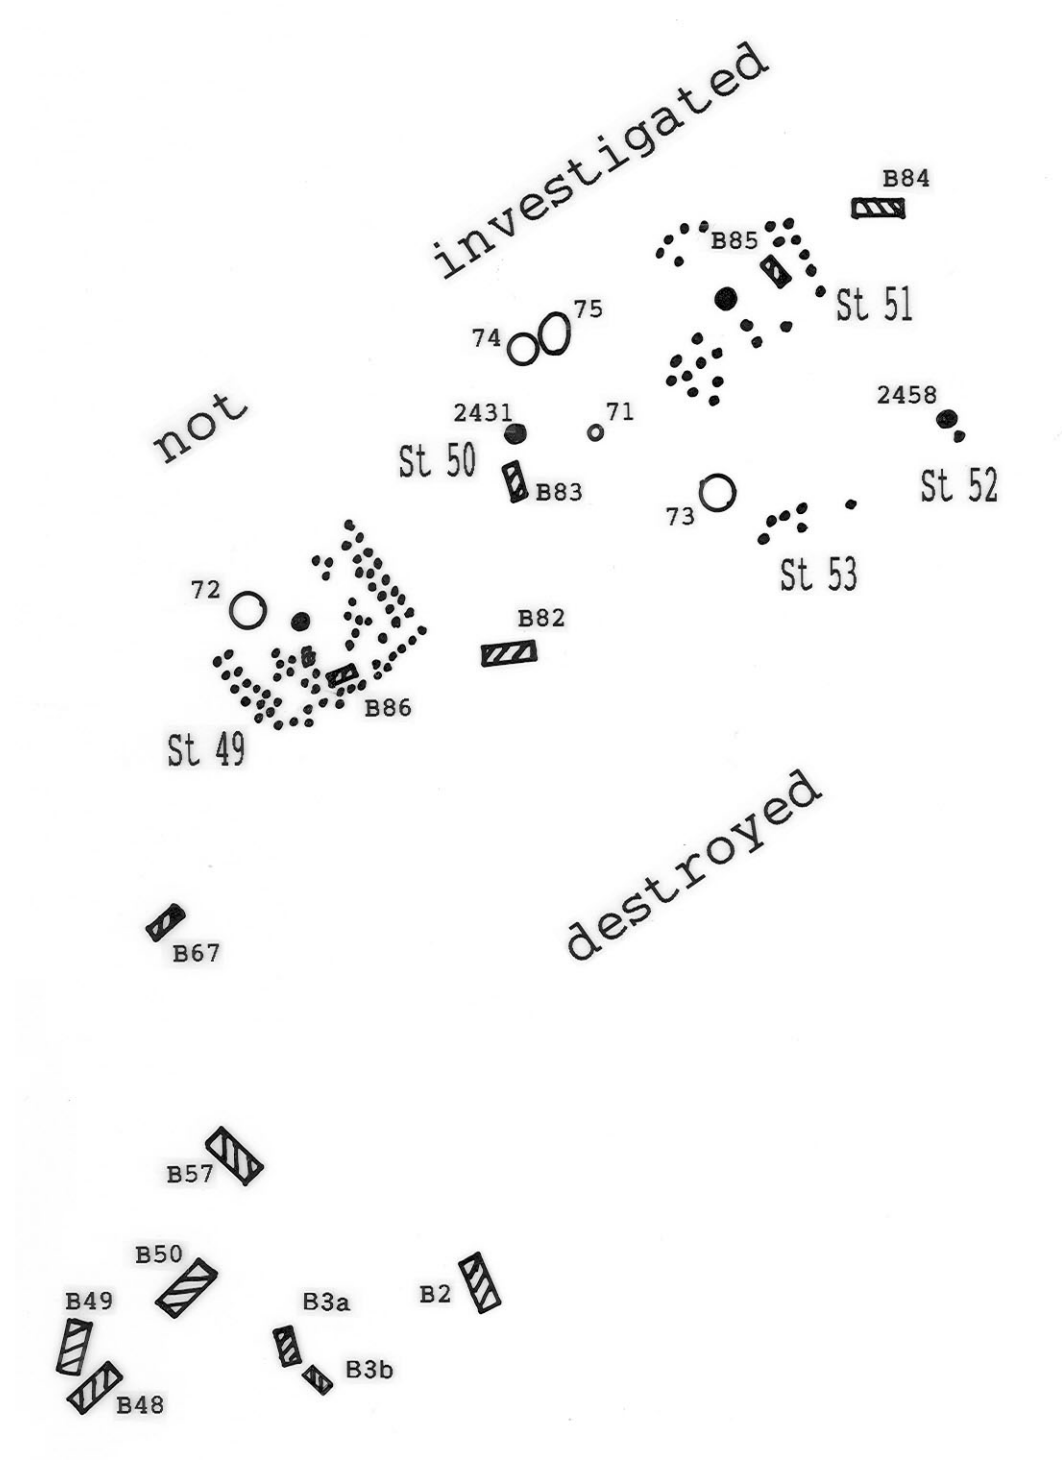 investigated
B84
B85
St 51
75
74
2458
not
2431
71
St 50
St 52
B83
73
St 53
72
B82
B86
St 49
destroyed
B67
B57
B50
B2
B49
B3a
B3b
B48